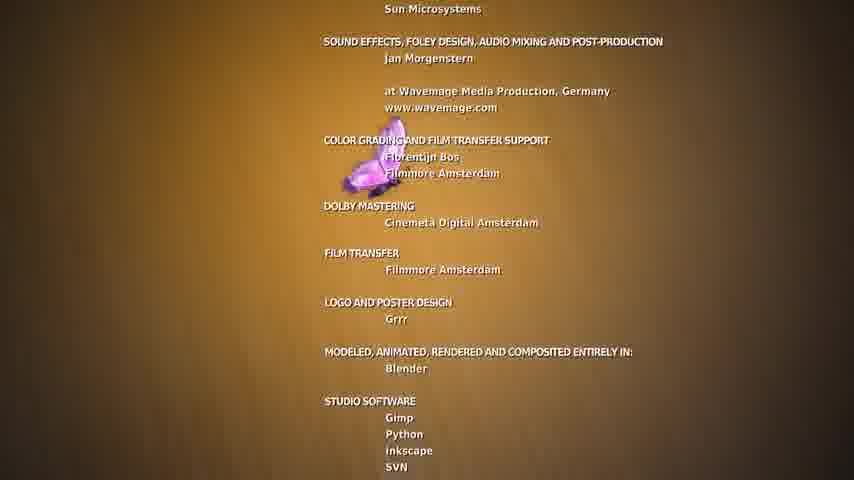 Sun Microsystems
SOUND EFFECTS, FOLEY DESIGN, AUDIO MIXING AND POST-PRODUCTION
Jan Morgenstern
at Wavemage Media Production, Germany
www.wavemage.com
COLOR GRADING AND FILM TRANSFER SUPPORT
Florentijn Bos
Filmmore Amsterdam
DOLBY MASTERING
Cinemeta Digital Amsterdam
FILM TRANSFER
Filmmore Amsterdam
LOGO AND POSTER DESIGN
Grrr
MODELED, ANIMATED, RENDERED AND COMPOSITED ENTIRELY IN:
Blender
STUDIO SOFTWARE
Gimp
Python
inkscape
SVN